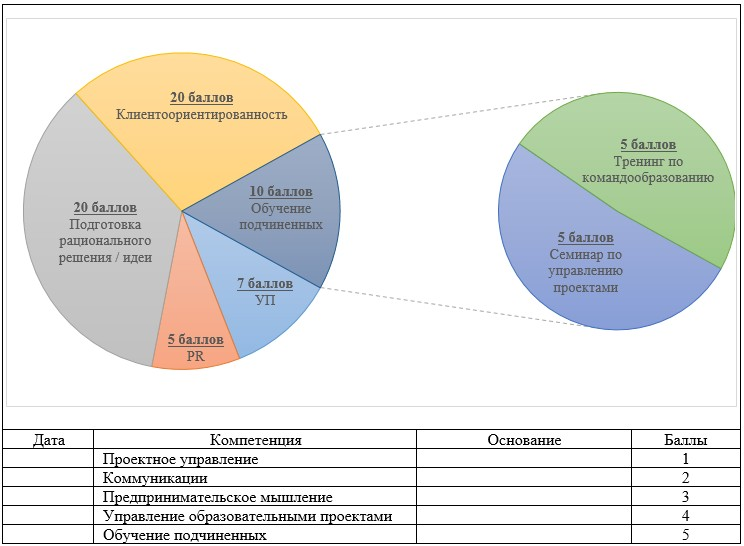 20 баллов
Клиентоориентированность
10 баллов
Обучение
подчиненных
20 баллов
Подготовка
рационального
решения / идеи
7 баллов
УП
5 баллов
PR
5 баллов
Тренинг по
командообразованию
5 баллов
Семинар по
управлению
проектами
Дата Компетенция Основание Баллы
Проектное управление 1
Коммуникации 2
Предпринимательское мышление 3
Управление образовательными проектами 4
Обучение подчиненных 5